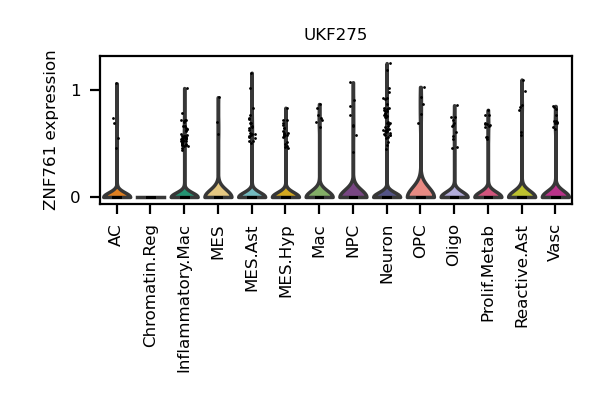 UKF275
ZNF761 expression
1
0
AC
Chromatin.Reg
Inflammatory.Mac
MES
MES.Ast
MES.Hyp
Mac
NPC
Neuron
OPC
Oligo
Prolif.Metab
Reactive.Ast
Vasc